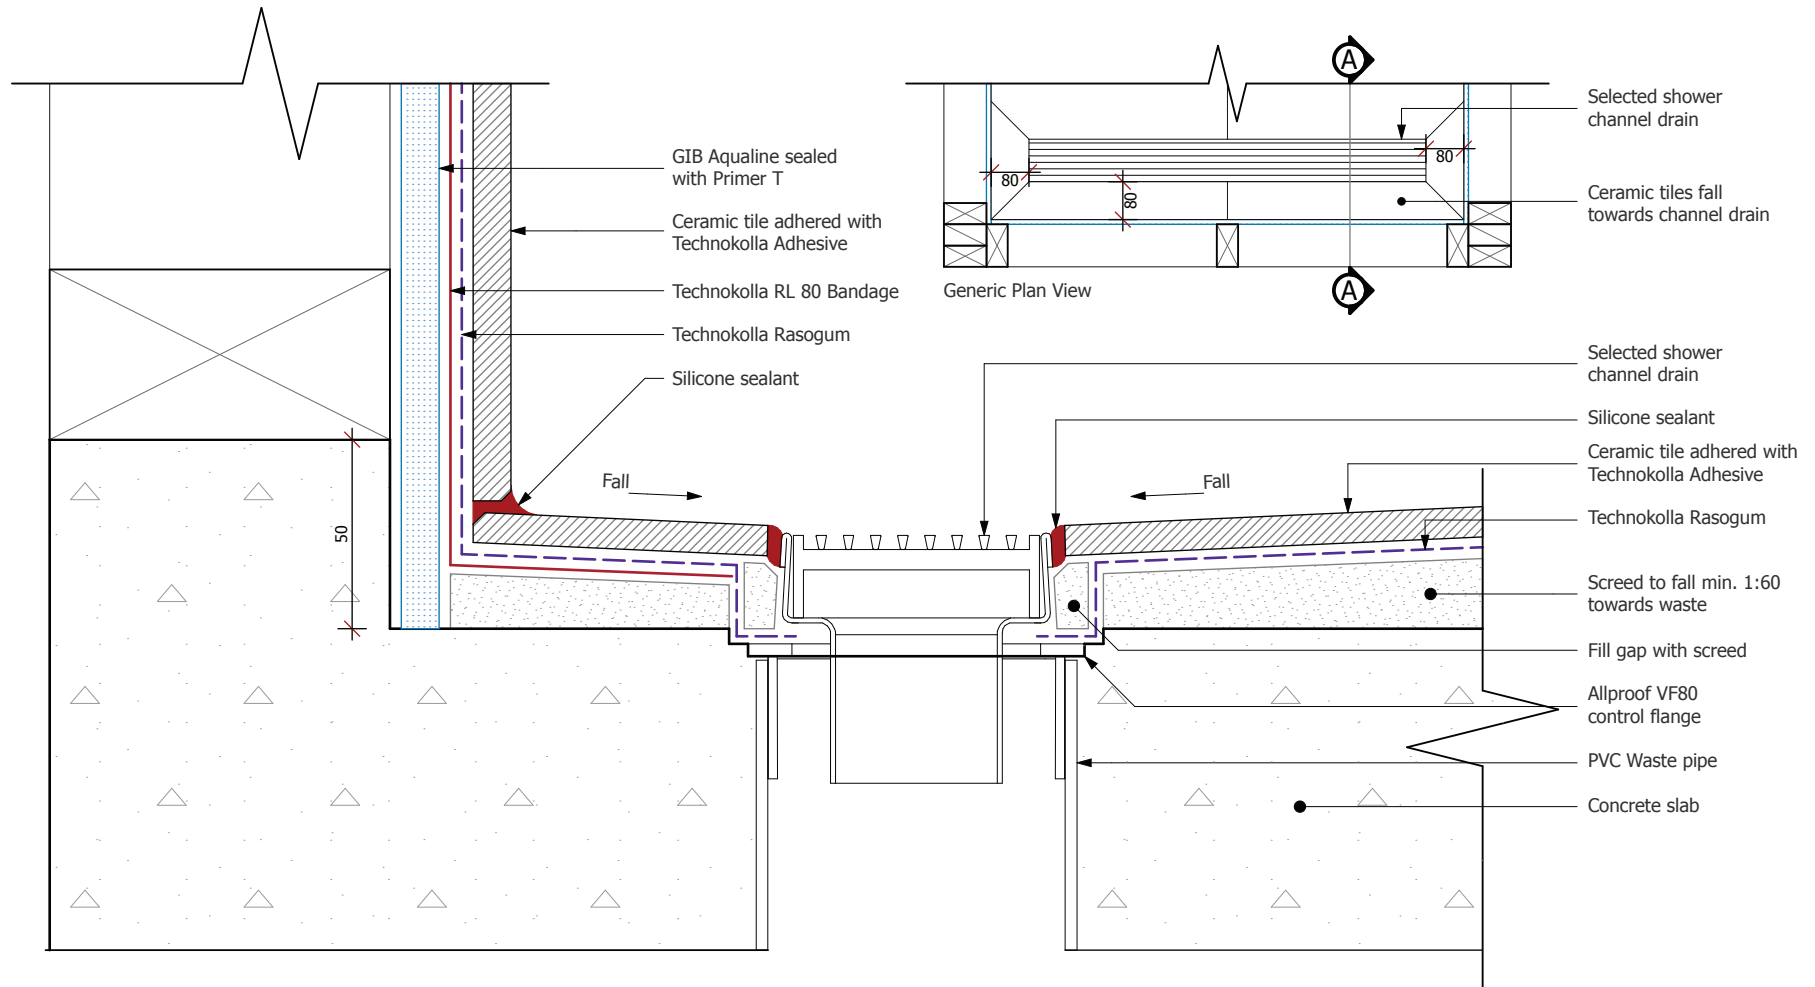 GIB Aqualine sealed
with Primer T
Ceramic tile adhered with
Technokolla Adhesive
Technokolla RL 80 Bandage
Technokolla Rasogum
Silicone sealant
50
Fall
Fall
A
80
80
80
A
Generic Plan View
Selected shower
channel drain
Ceramic tiles fall
towards channel drain
Selected shower
channel drain
Silicone sealant
Ceramic tile adhered with
Technokolla Adhesive
Technokolla Rasogum
Screed to fall min. 1:60
towards waste
Fill gap with screed
Allproof VF80
control flange
PVC Waste pipe
Concrete slab